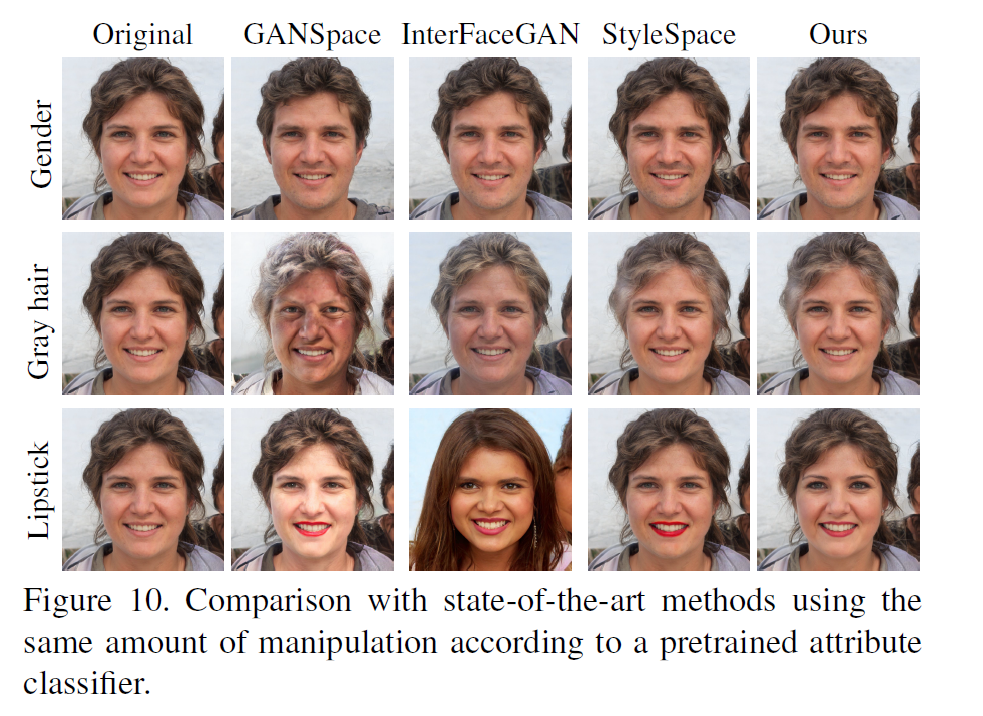 Original GANSpace InterFaceGAN StyleSpace Ours
Gender
Gray hair
Lipstick
Figure 10. Comparison with state-of-the-art methods using the
same amount of manipulation according to a pretrained attribute
classifier.